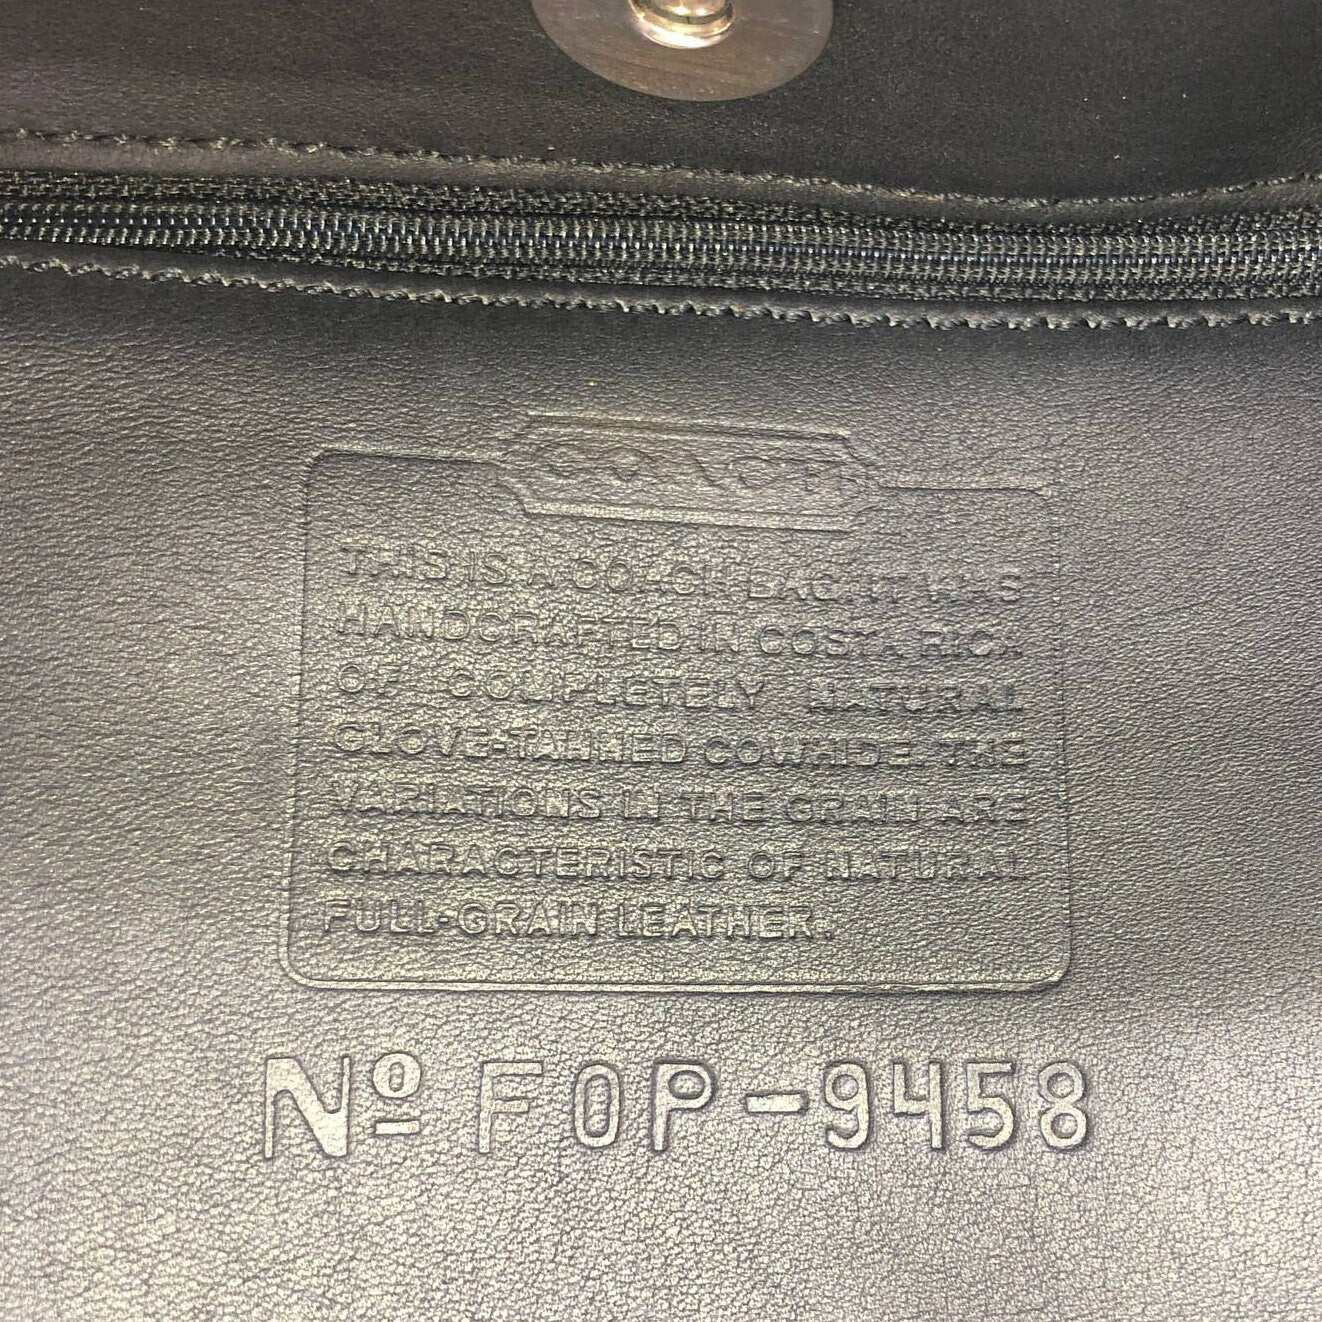 COACH
THIS IS A COACH BAG. IT WAS
HANDCRAFTED IN COSTA RICA
OF COMPLETELY NATURAL
GLOVE-TANNED COWHIDE. THE
VARIATIONS IN THE GRAIN ARE
CHARACTERISTIC OF NATURAL
FULL-GRAIN LEATHER.
Nº F0P-9458